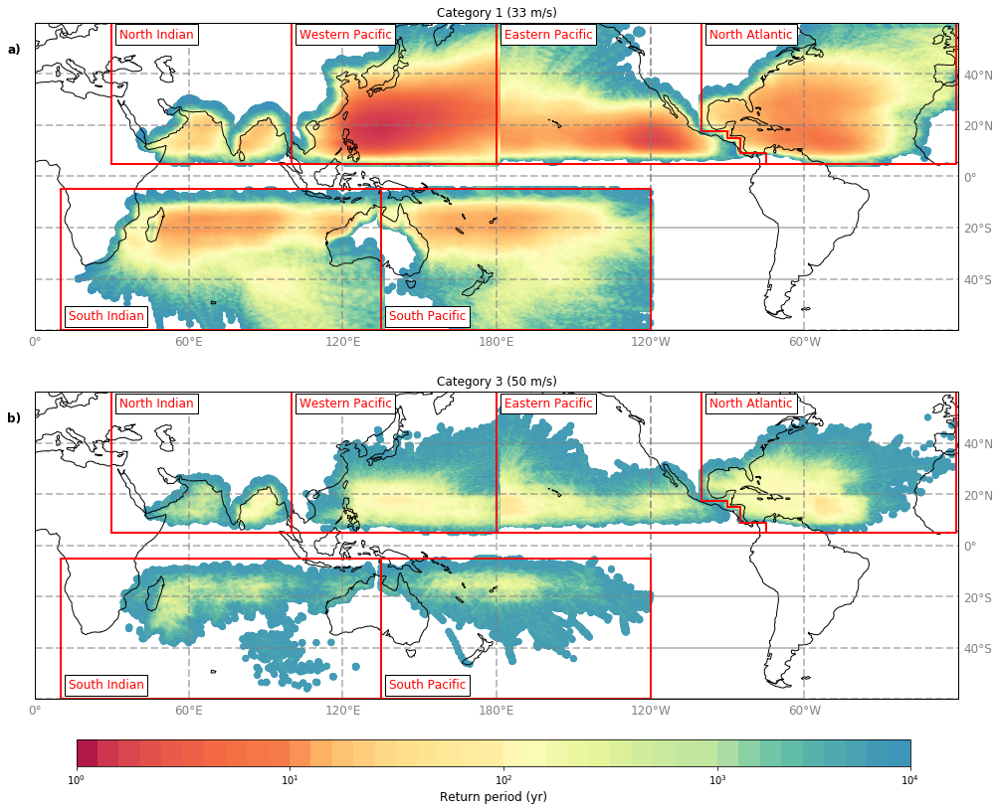 Category 1 (33 m/s)
a)
North Indian
Western Pacific
Eastern Pacific
North Atlantic
40°N
20°N
0°
20°S
40°S
South Indian
South Pacific
0°
60°E
120°E
180°E
120°W
60°W
Category 3 (50 m/s)
b)
North Indian
Western Pacific
Eastern Pacific
North Atlantic
40°N
20°N
0°
20°S
40°S
South Indian
South Pacific
0°
60°E
120°E
180°E
120°W
60°W
10⁰
10¹
10²
10³
10⁴
Return period (yr)